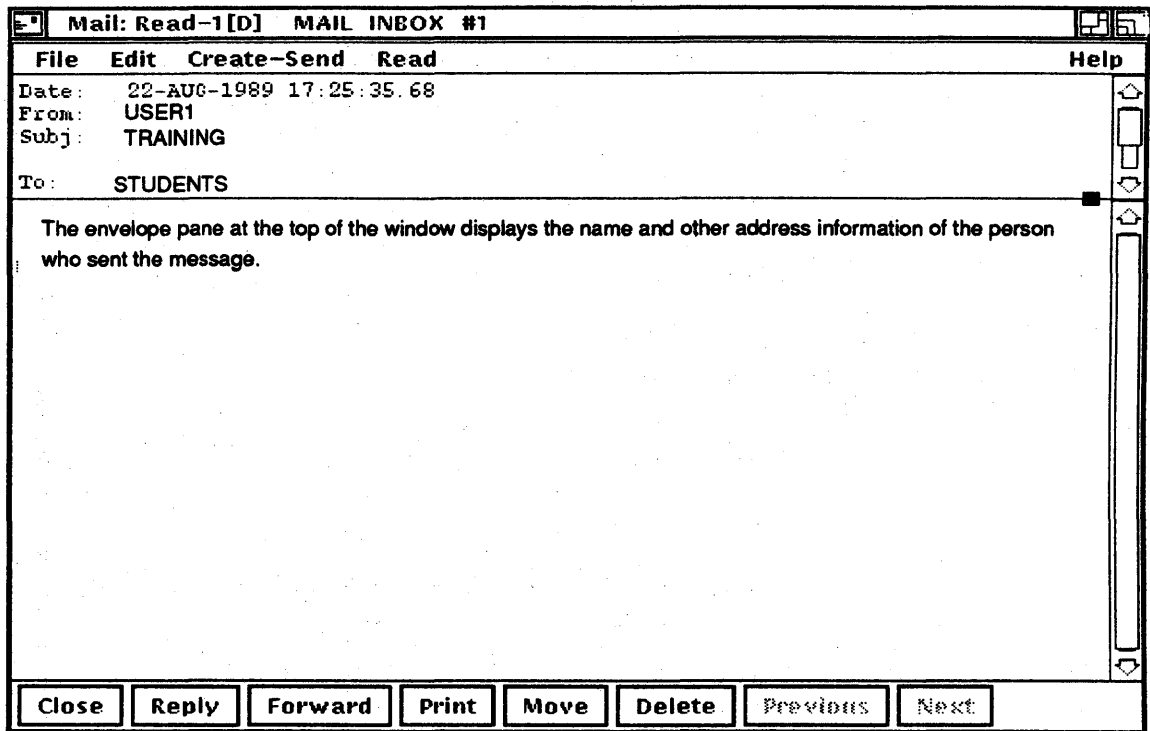 Mail: Read-1[D] MAIL INBOX #1
File Edit Create-Send Read Help
Date: 22-AUG-1989 17:25:35.68
From: USER1
Subj: TRAINING
To: STUDENTS
The envelope pane at the top of the window displays the name and other address information of the person
who sent the message.
Close Reply Forward Print Move Delete Previous Next